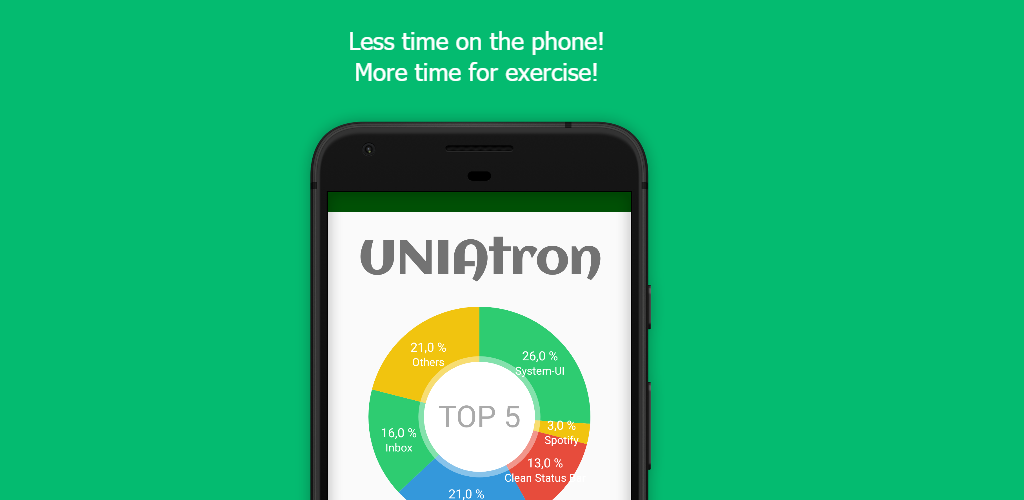 Less time on the phone!
More time for exercise!
UNIAtron
21,0 %
Others
26,0 %
System-UI
TOP 5
3,0 %
Spotify
16,0 %
Inbox
13,0 %
Clean Status
21,0 %